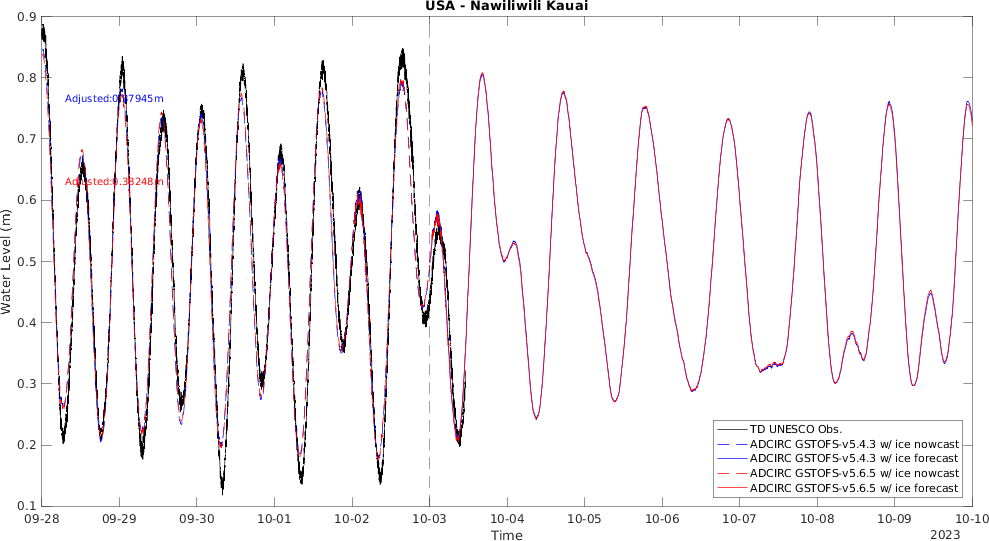 USA - Nawiliwili Kauai
0.9
0.8
0.7
0.6
0.5
0.4
0.3
0.2
0.1
Water Level (m)
Adjusted:0.37945m
Adjusted:0.38248m
TD UNESCO Obs.
ADCIRC GSTOFS-v5.4.3 w/ ice nowcast
ADCIRC GSTOFS-v5.4.3 w/ ice forecast
ADCIRC GSTOFS-v5.6.5 w/ ice nowcast
ADCIRC GSTOFS-v5.6.5 w/ ice forecast
09-28 09-29 09-30 10-01 10-02 10-03 10-04 10-05 10-06 10-07 10-08 10-09 10-10
Time
2023